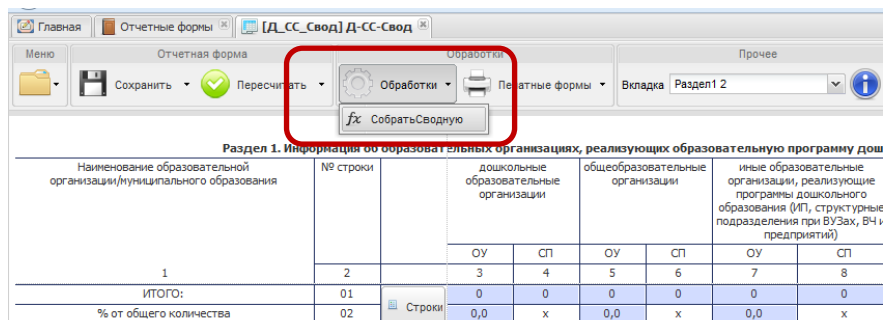 Главная Отчетные формы [Д_СС_Свод] Д-СС-Свод
Меню Отчетная форма Обработки Прочее
Сохранить Пересчитать Обработки Печатные формы Вкладка Раздел1 2
fx СобратьСводную
Раздел 1. Информация об образовательных организациях, реализующих образовательную программу дош
Наименование образовательной организации/муниципального образования № строки дошкольные образовательные организации общеобразовательные организации иные образовательные организации, реализующие программы дошкольного образования (ИП, структурные подразделения при ВУЗах, ВЧ и предприятий)
ОУ СП ОУ СП ОУ СП
1 2 3 4 5 6 7 8
ИТОГО: 01 0 0 0 0 0 0
Строки
% от общего количества 02 0,0 х 0,0 х 0,0 х